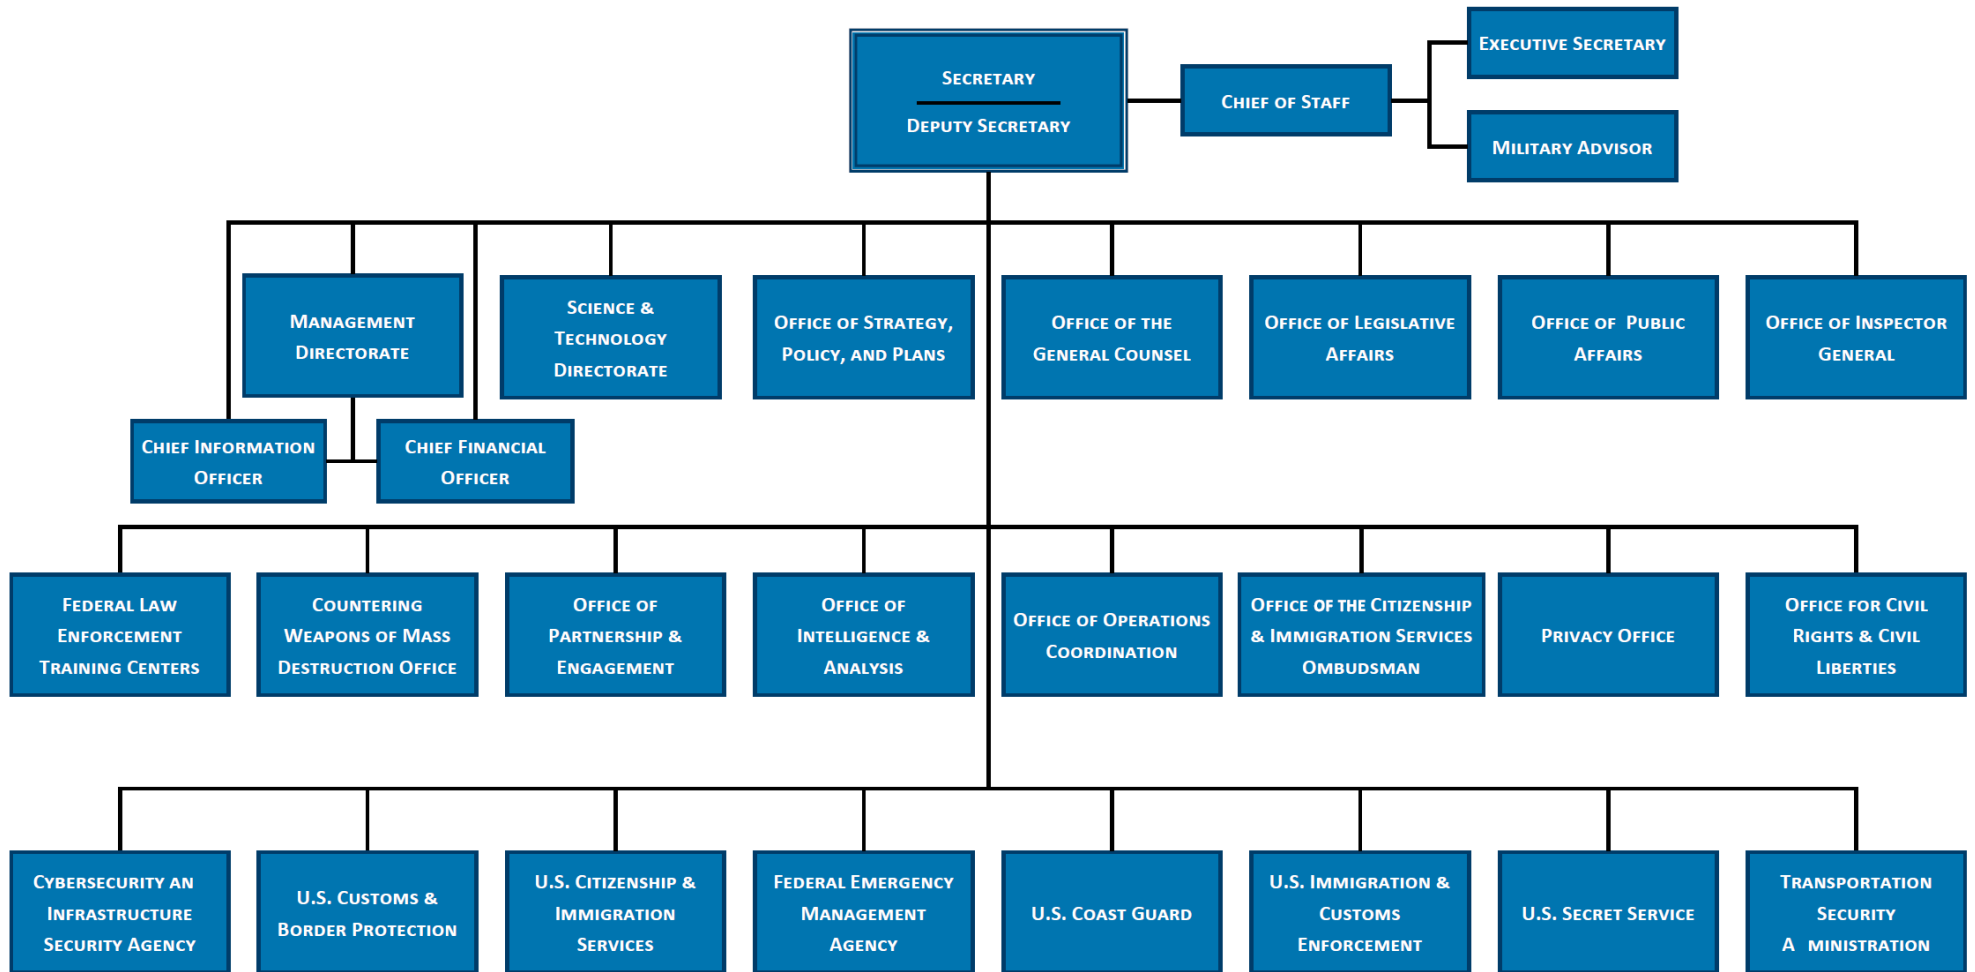 SECRETARY
DEPUTY SECRETARY
CHIEF OF STAFF
EXECUTIVE SECRETARY
MILITARY ADVISOR
MANAGEMENT
DIRECTORATE
SCIENCE &
TECHNOLOGY
DIRECTORATE
OFFICE OF STRATEGY,
POLICY, AND PLANS
OFFICE OF THE
GENERAL COUNSEL
OFFICE OF LEGISLATIVE
AFFAIRS
OFFICE OF PUBLIC
AFFAIRS
OFFICE OF INSPECTOR
GENERAL
CHIEF INFORMATION
OFFICER
CHIEF FINANCIAL
OFFICER
FEDERAL LAW
ENFORCEMENT
TRAINING CENTERS
COUNTERING
WEAPONS OF MASS
DESTRUCTION OFFICE
OFFICE OF
PARTNERSHIP &
ENGAGEMENT
OFFICE OF
INTELLIGENCE &
ANALYSIS
OFFICE OF OPERATIONS
COORDINATION
OFFICE OF THE CITIZENSHIP
& IMMIGRATION SERVICES
OMBUDSMAN
PRIVACY OFFICE
OFFICE FOR CIVIL
RIGHTS & CIVIL
LIBERTIES
CYBERSECURITY AN
INFRASTRUCTURE
SECURITY AGENCY
U.S. CUSTOMS &
BORDER PROTECTION
U.S. CITIZENSHIP &
IMMIGRATION
SERVICES
FEDERAL EMERGENCY
MANAGEMENT
AGENCY
U.S. COAST GUARD
U.S. IMMIGRATION &
CUSTOMS
ENFORCEMENT
U.S. SECRET SERVICE
TRANSPORTATION
SECURITY
A MINISTRATION